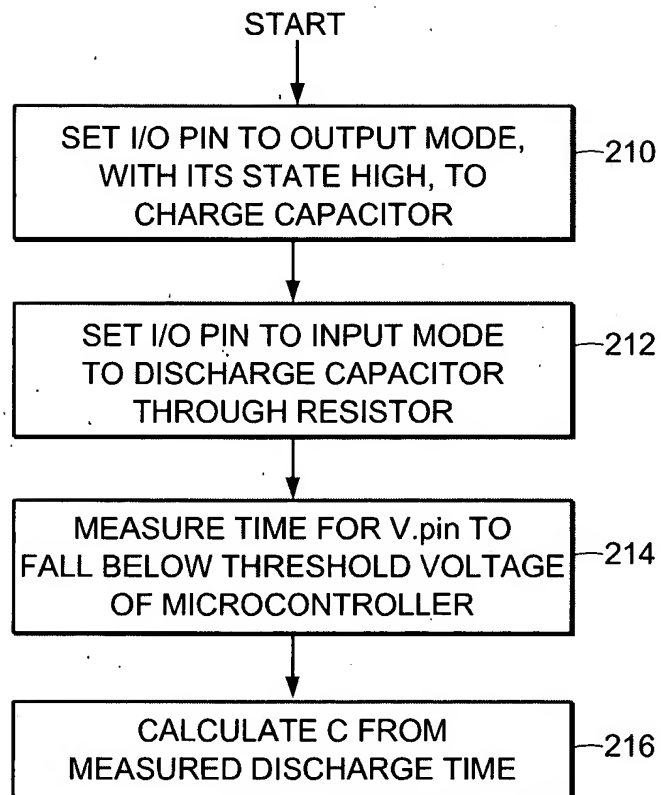 START
SET I/O PIN TO OUTPUT MODE,
WITH ITS STATE HIGH, TO
CHARGE CAPACITOR
210
SET I/O PIN TO INPUT MODE
TO DISCHARGE CAPACITOR
THROUGH RESISTOR
212
MEASURE TIME FOR V.pin TO
FALL BELOW THRESHOLD VOLTAGE
OF MICROCONTROLLER
214
CALCULATE C FROM
MEASURED DISCHARGE TIME
216